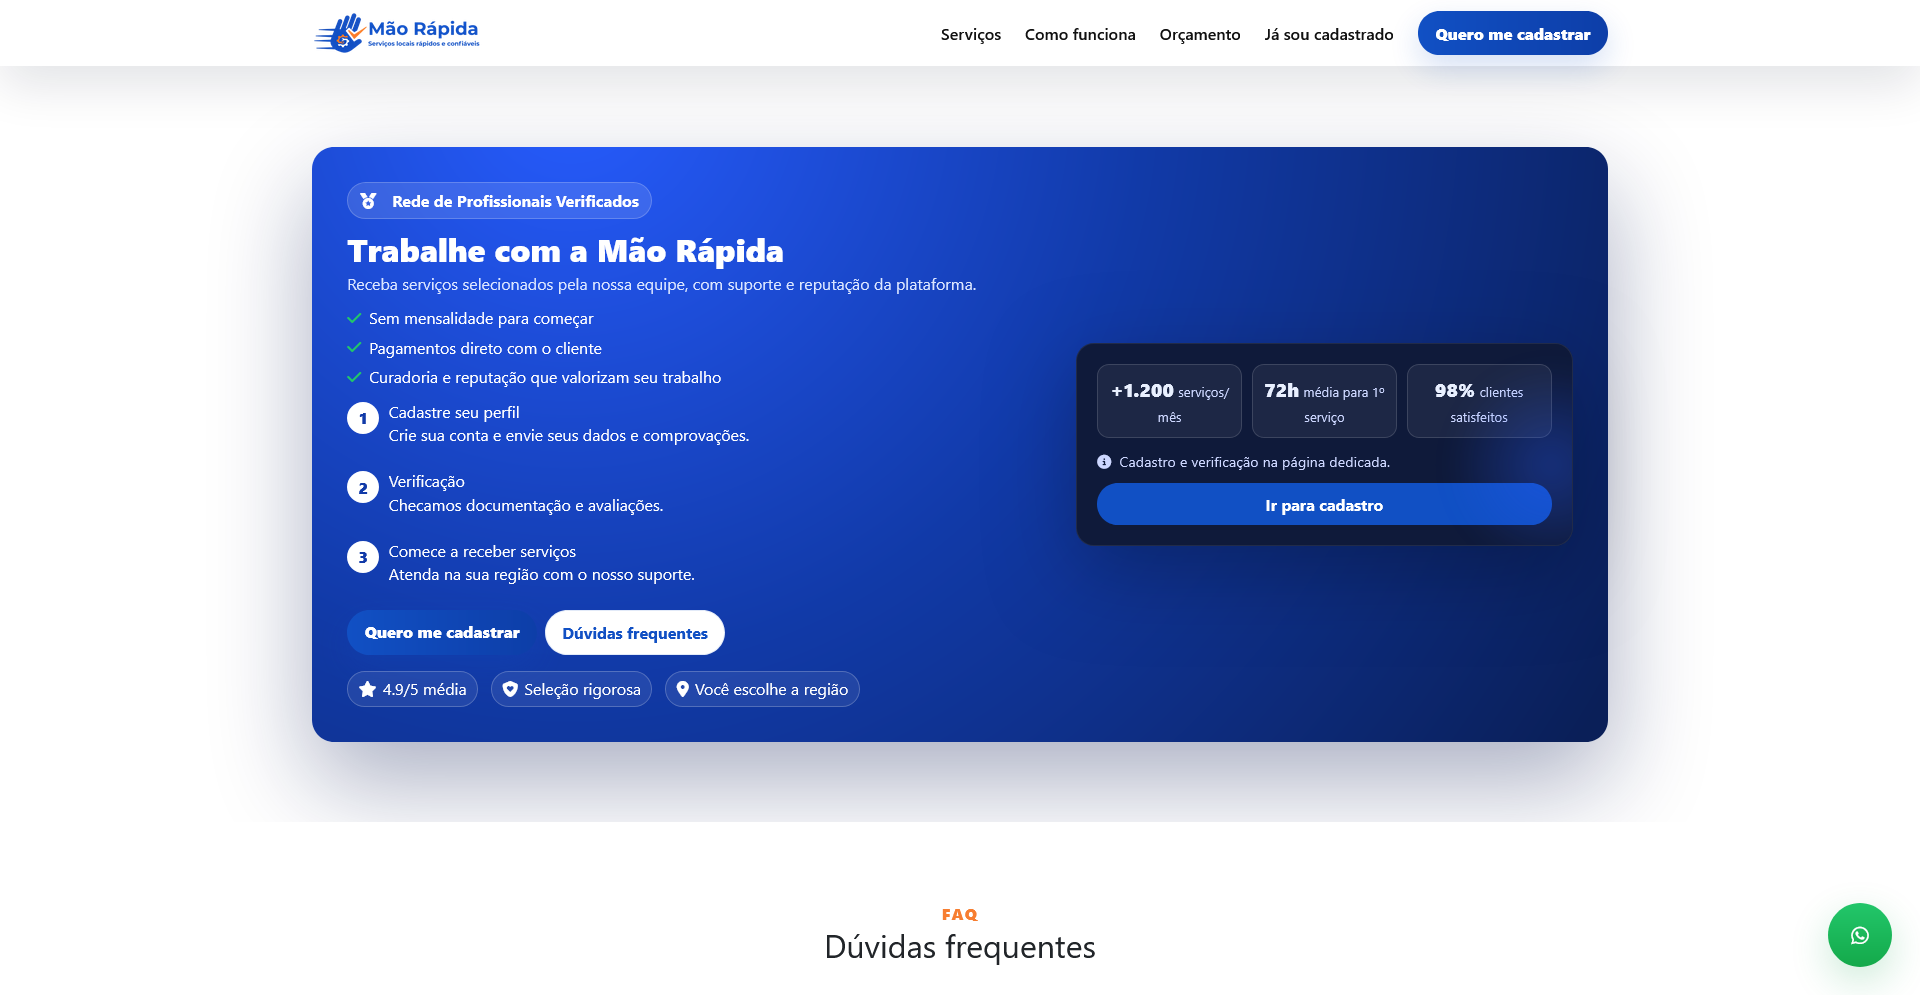 Mão Rápida
Serviços locais rápidos e confiáveis
Serviços
Como funciona
Orçamento
Já sou cadastrado
Quero me cadastrar
Rede de Profissionais Verificados
Trabalhe com a Mão Rápida
Receba serviços selecionados pela nossa equipe, com suporte e reputação da plataforma.
Sem mensalidade para começar
Pagamentos direto com o cliente
Curadoria e reputação que valorizam seu trabalho
1
Cadastre seu perfil
Crie sua conta e envie seus dados e comprovações.
2
Verificação
Checamos documentação e avaliações.
3
Comece a receber serviços
Atenda na sua região com o nosso suporte.
Quero me cadastrar
Dúvidas frequentes
4.9/5 média
Seleção rigorosa
Você escolhe a região
+1.200 serviços/
mês
72h média para 1º
serviço
98% clientes
satisfeitos
Cadastro e verificação na página dedicada.
Ir para cadastro
FAQ
Dúvidas frequentes